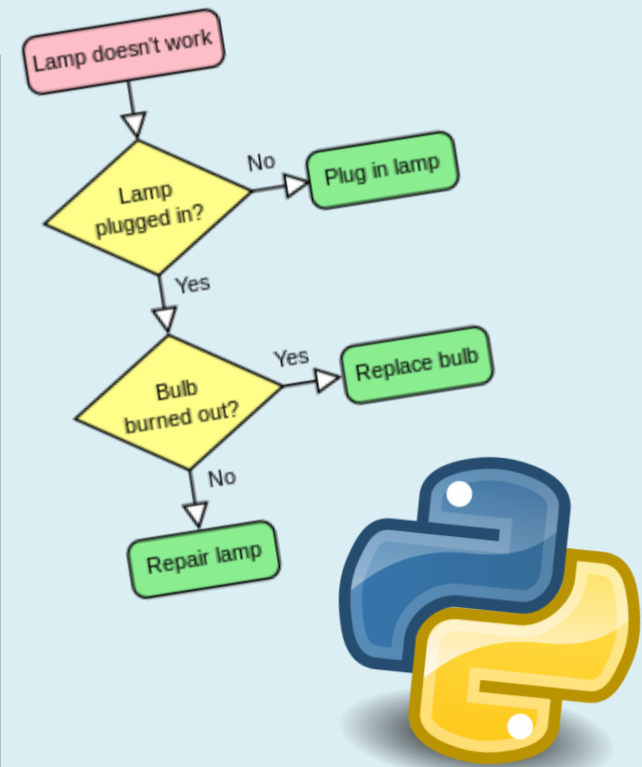 Lamp doesn't work
Lamp
plugged in?
No
Plug in lamp
Yes
Bulb
burned out?
Yes
Replace bulb
No
Repair lamp